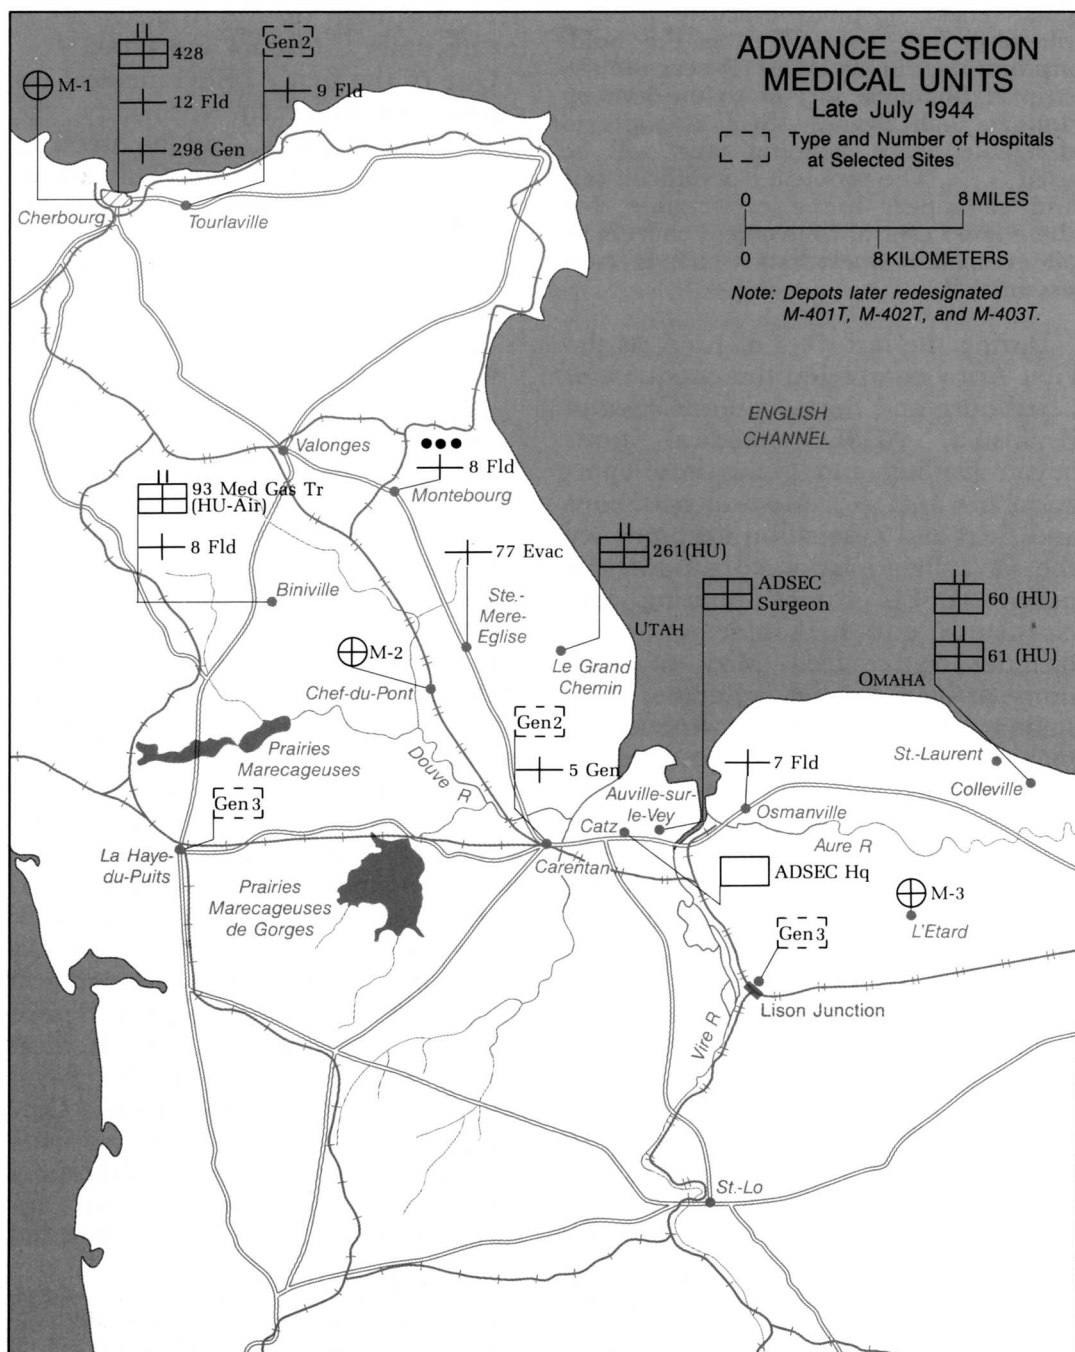 ADVANCE SECTION
MEDICAL UNITS
Late July 1944
Type and Number of Hospitals
at Selected Sites
0 8 MILES
0 8 KILOMETERS
Note: Depots later redesignated
M-401T, M-402T, and M-403T.
428
Gen 2
M-1
12 Fld
9 Fld
298 Gen
Cherbourg
Tourlaville
ENGLISH
CHANNEL
Valonges
8 Fld
Montebourg
93 Med Gas Tr
(HU-Air)
8 Fld
Biniville
77 Evac
Ste.-
Mere-
Eglise
261(HU)
UTAH
ADSEC
Surgeon
60 (HU)
61 (HU)
OMAHA
M-2
Chef-du-Pont
Le Grand
Chemin
Prairies
Marecageuses
Douve R
Gen 2
5 Gen
Auville-sur-
le-Vey
Catz
7 Fld
Osmanville
St.-Laurent
Colleville
Aure R
Gen 3
La Haye-
du-Puits
Carentan
Prairies
Marecageuses
de Gorges
ADSEC Hq
M-3
L'Etard
Gen 3
Lison Junction
Vire R
St.-Lo